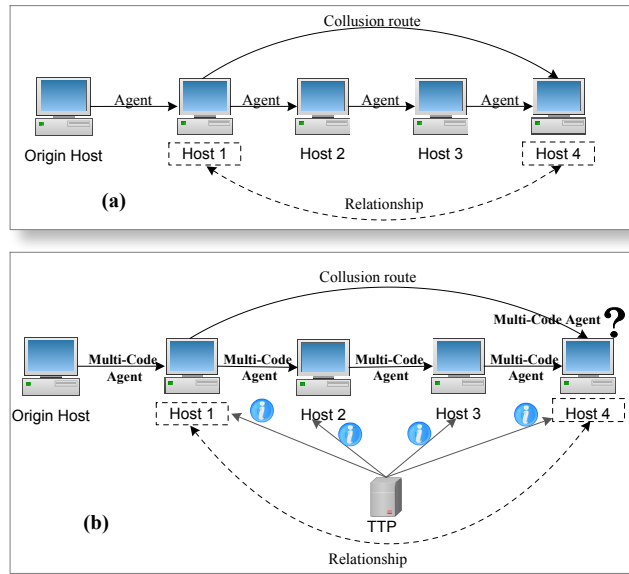 Collusion route
Agent Agent Agent Agent
Origin Host Host 1 Host 2 Host 3 Host 4
Relationship
(a)
Collusion route
Multi-Code Agent ?
Multi-Code Multi-Code Multi-Code Multi-Code
Agent Agent Agent Agent
Origin Host Host 1 Host 2 Host 3 Host 4
i i i i
TTP
(b)
Relationship